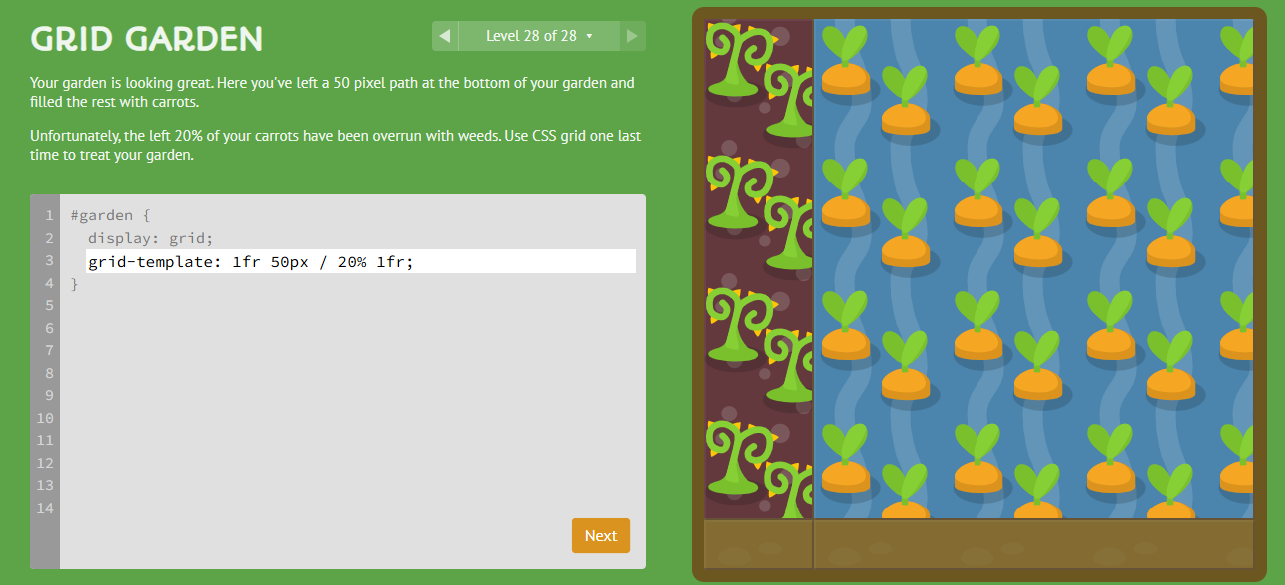 GRID GARDEN
Level 28 of 28
Your garden is looking great. Here you've left a 50 pixel path at the bottom of your garden and
filled the rest with carrots.
Unfortunately, the left 20% of your carrots have been overrun with weeds. Use CSS grid one last
time to treat your garden.
1 #garden {
2 display: grid;
3 grid-template: 1fr 50px / 20% 1fr;
4 }
5
6
7
8
9
10
11
12
13
14
Next